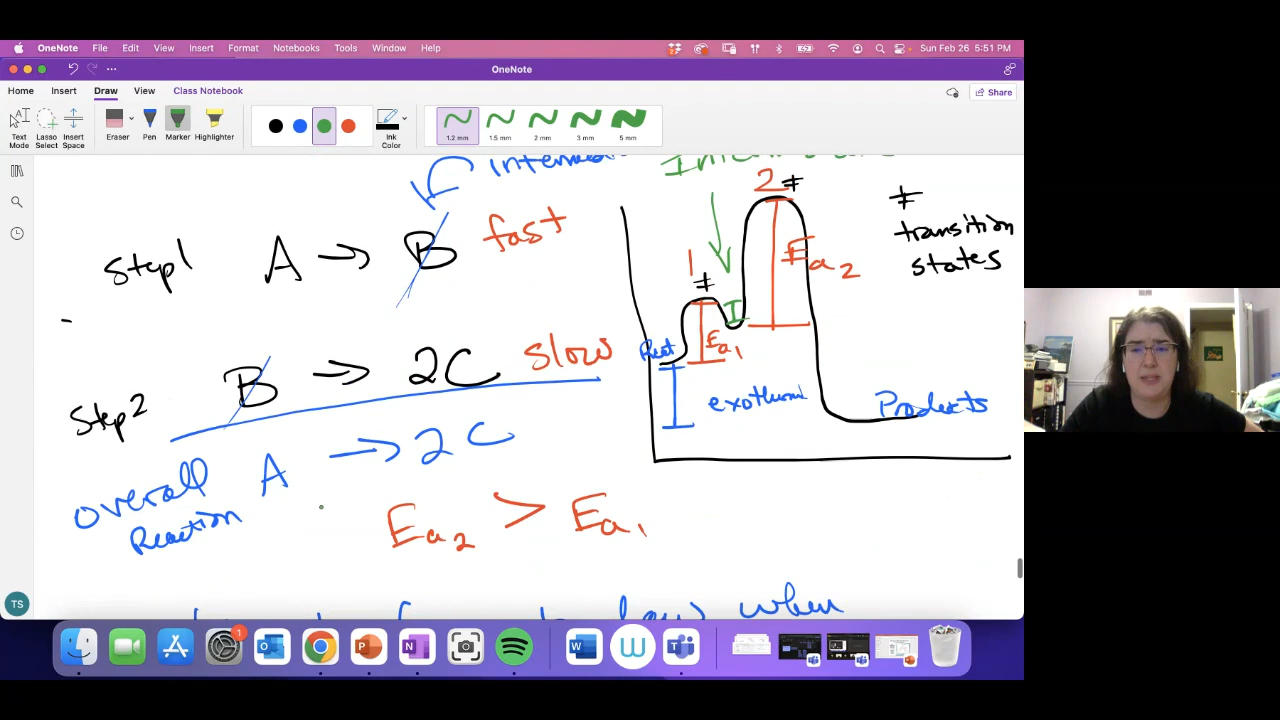 OneNote File Edit View Insert Format Notebooks Tools Window Help Sun Feb 26 5:51 PM
OneNote
Home Insert Draw View Class Notebook Share
Text Mode Lasso Select Insert Space Eraser Pen Marker Highlighter Ink Color 1.2 mm 1.5 mm 2 mm 3 mm 5 mm
Step 1 A → B fast
Step 2 B → 2C slow
Overall Reaction A → 2C
Ea2 > Ea1
1 ‡
2 ‡
Ea1
Ea2
‡
transition
states
exotherm
Products
when
TS
1